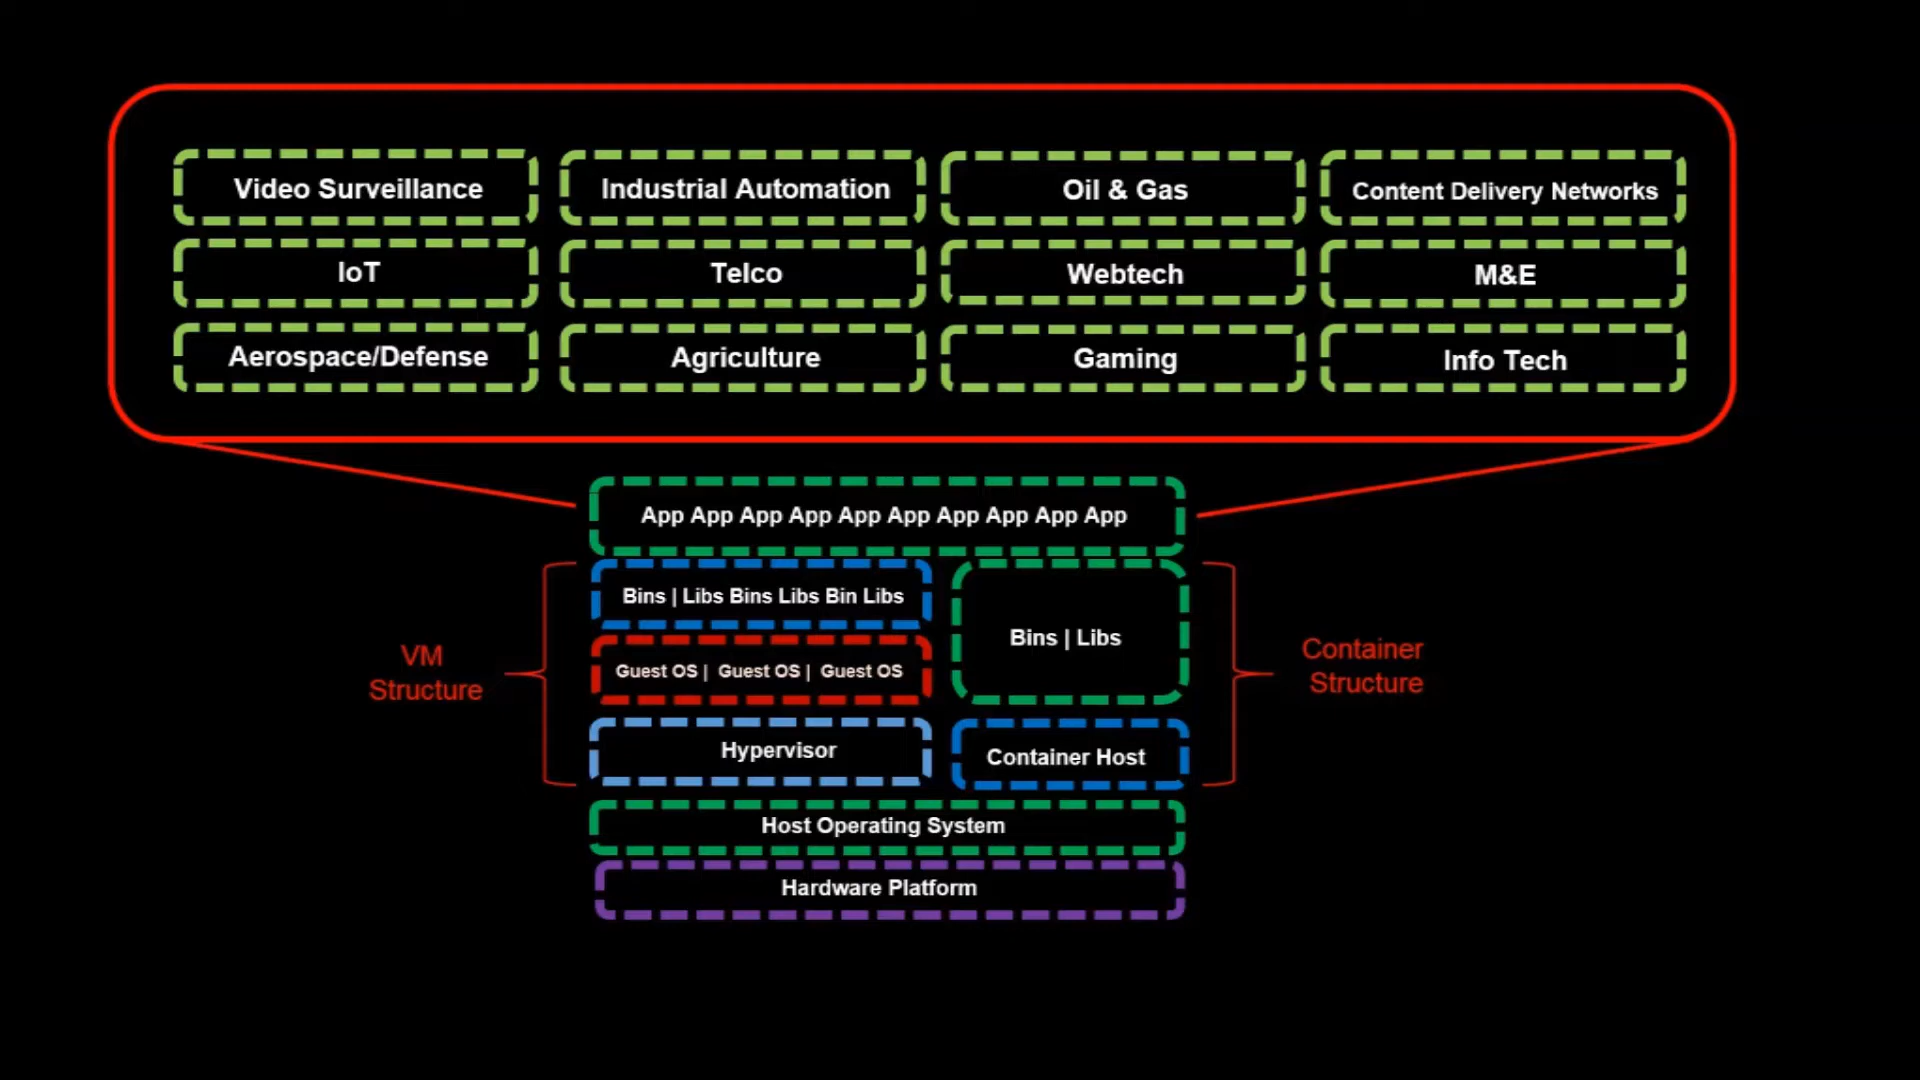 Video Surveillance
Industrial Automation
Oil & Gas
Content Delivery Networks
IoT
Telco
Webtech
M&E
Aerospace/Defense
Agriculture
Gaming
Info Tech
App App App App App App App App App App
Bins | Libs Bins Libs Bin Libs
Guest OS | Guest OS | Guest OS
Hypervisor
VM
Structure
Bins | Libs
Container Host
Container
Structure
Host Operating System
Hardware Platform